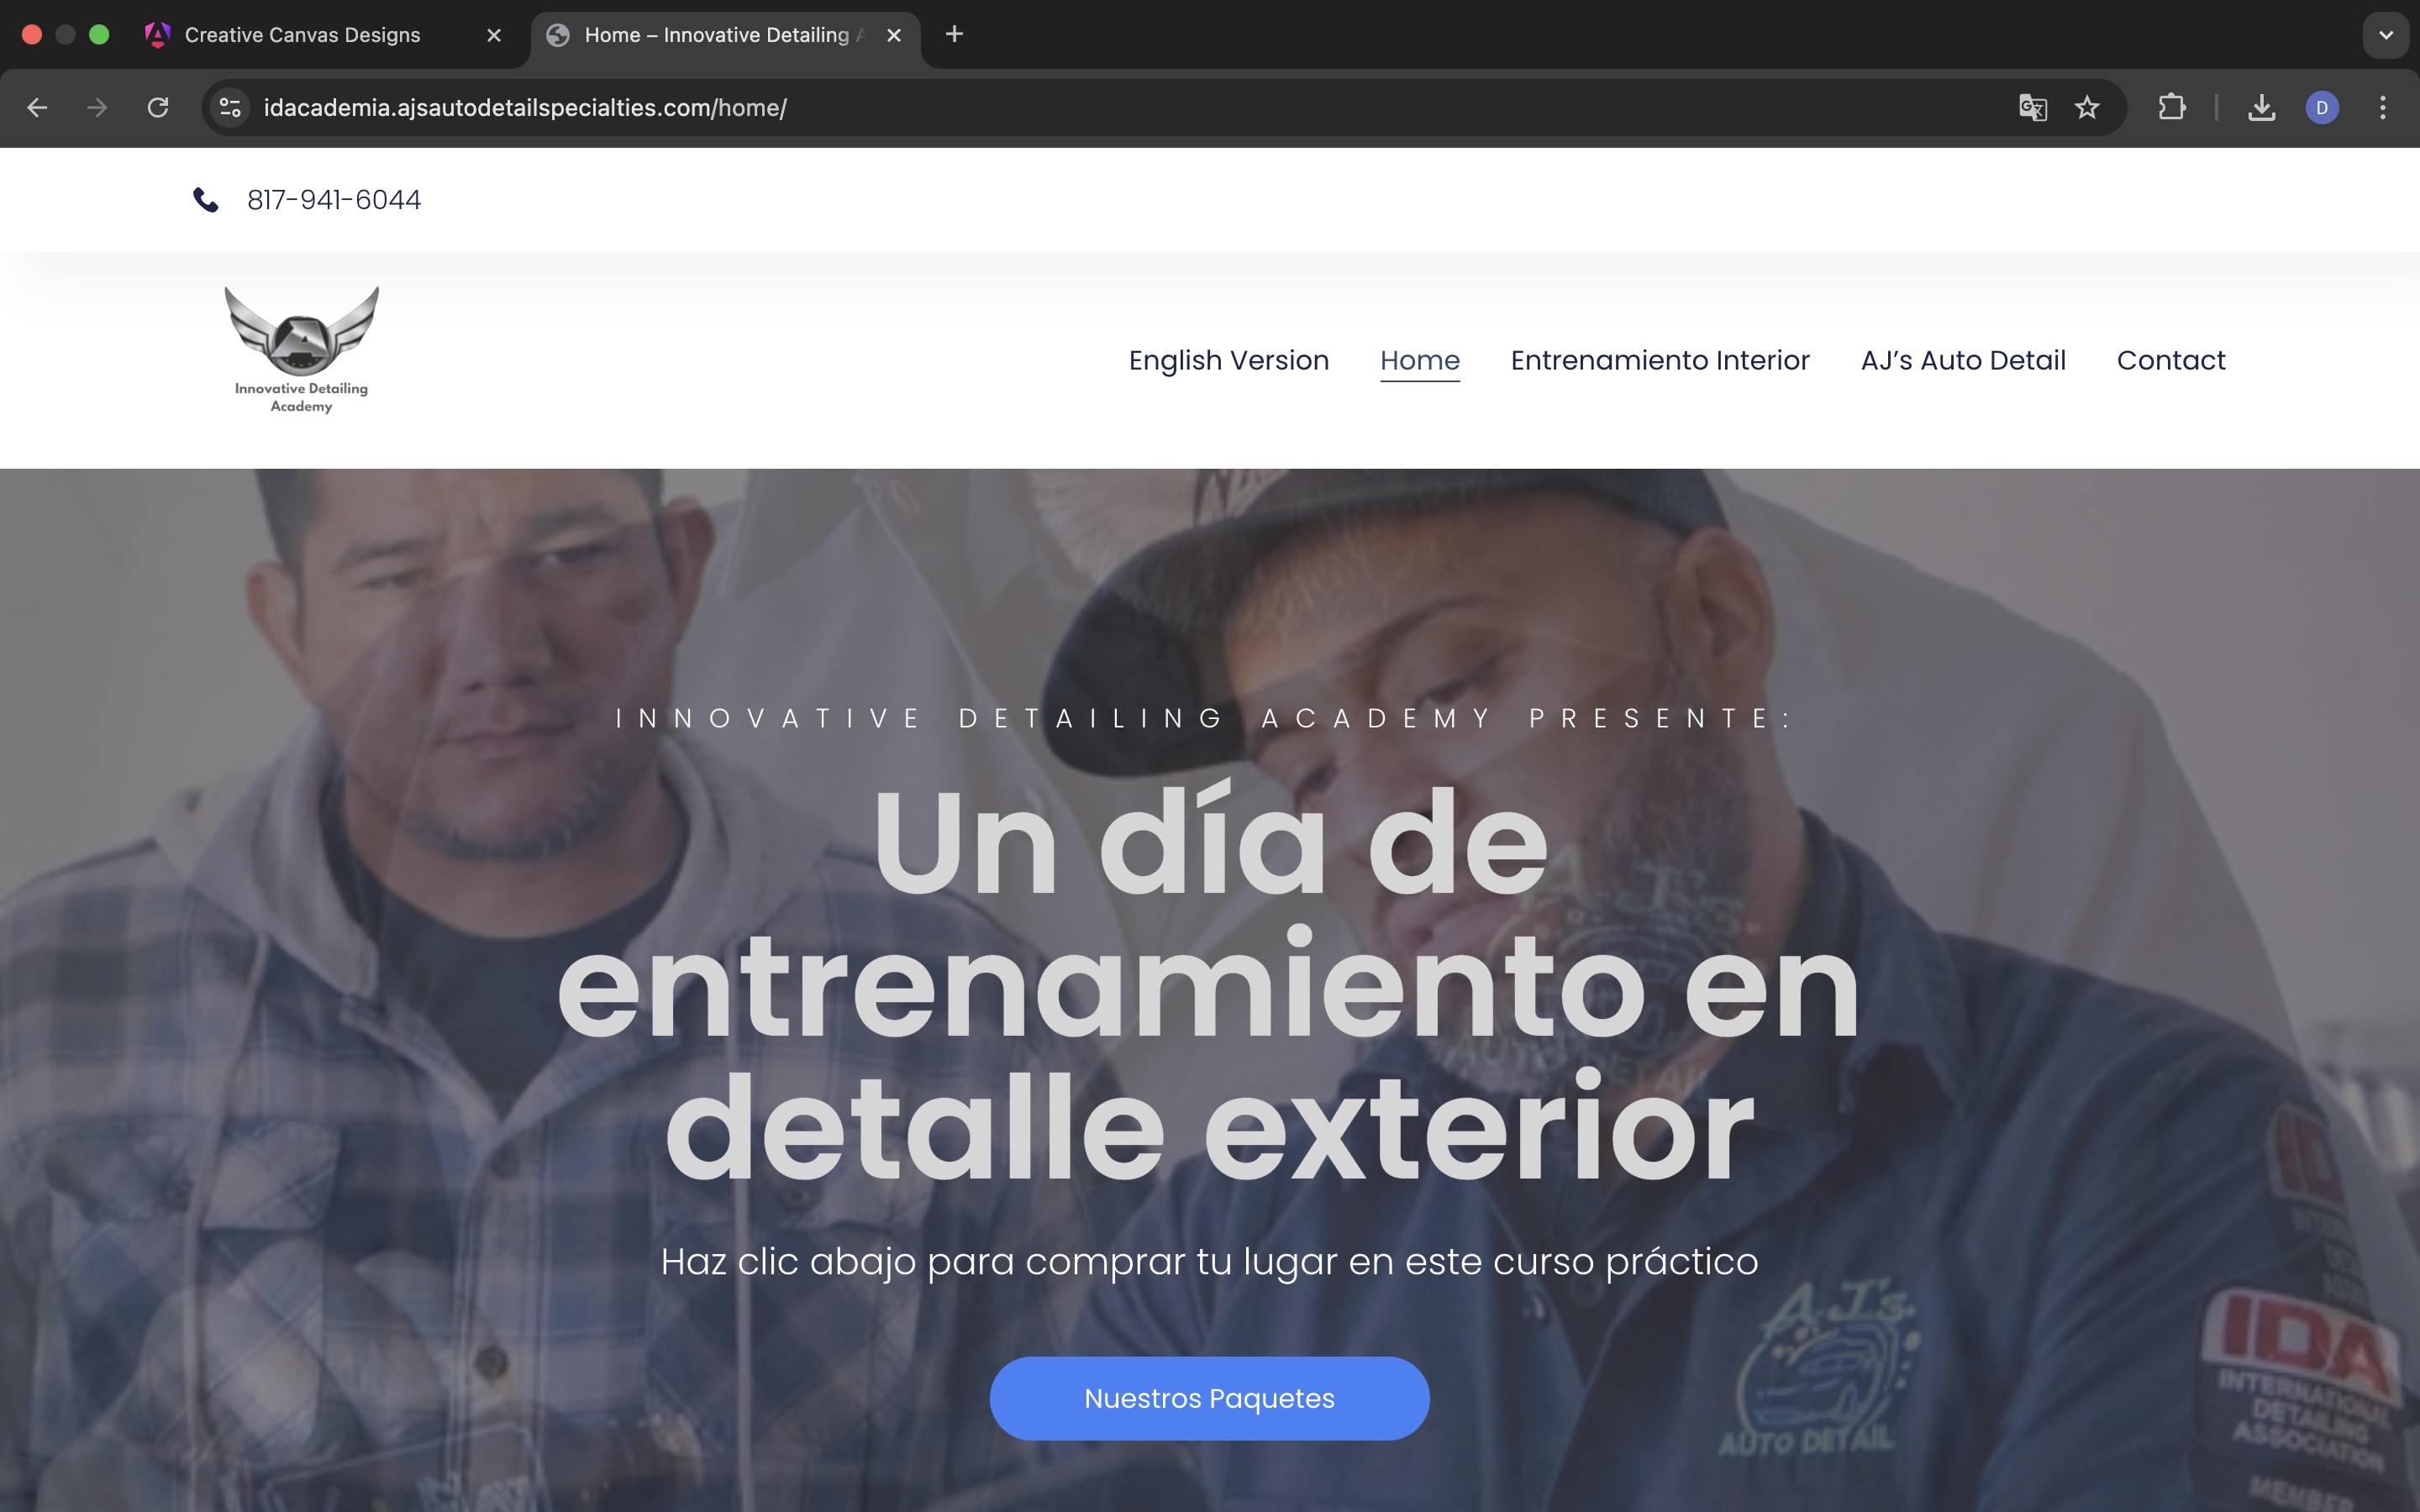 Creative Canvas Designs
Home – Innovative Detailing A
idacademia.ajsautodetailspecialties.com/home/
D
817-941-6044
Innovative Detailing
Academy
English Version Home Entrenamiento Interior AJ’s Auto Detail Contact
INNOVATIVE DETAILING ACADEMY PRESENTE:
Un día de
entrenamiento en
detalle exterior
Haz clic abajo para comprar tu lugar en este curso práctico
Nuestros Paquetes
AJ's
AUTO DETAIL
IDA
INTERNATIONAL
DETAILING
ASSOCIATION
MEMBER